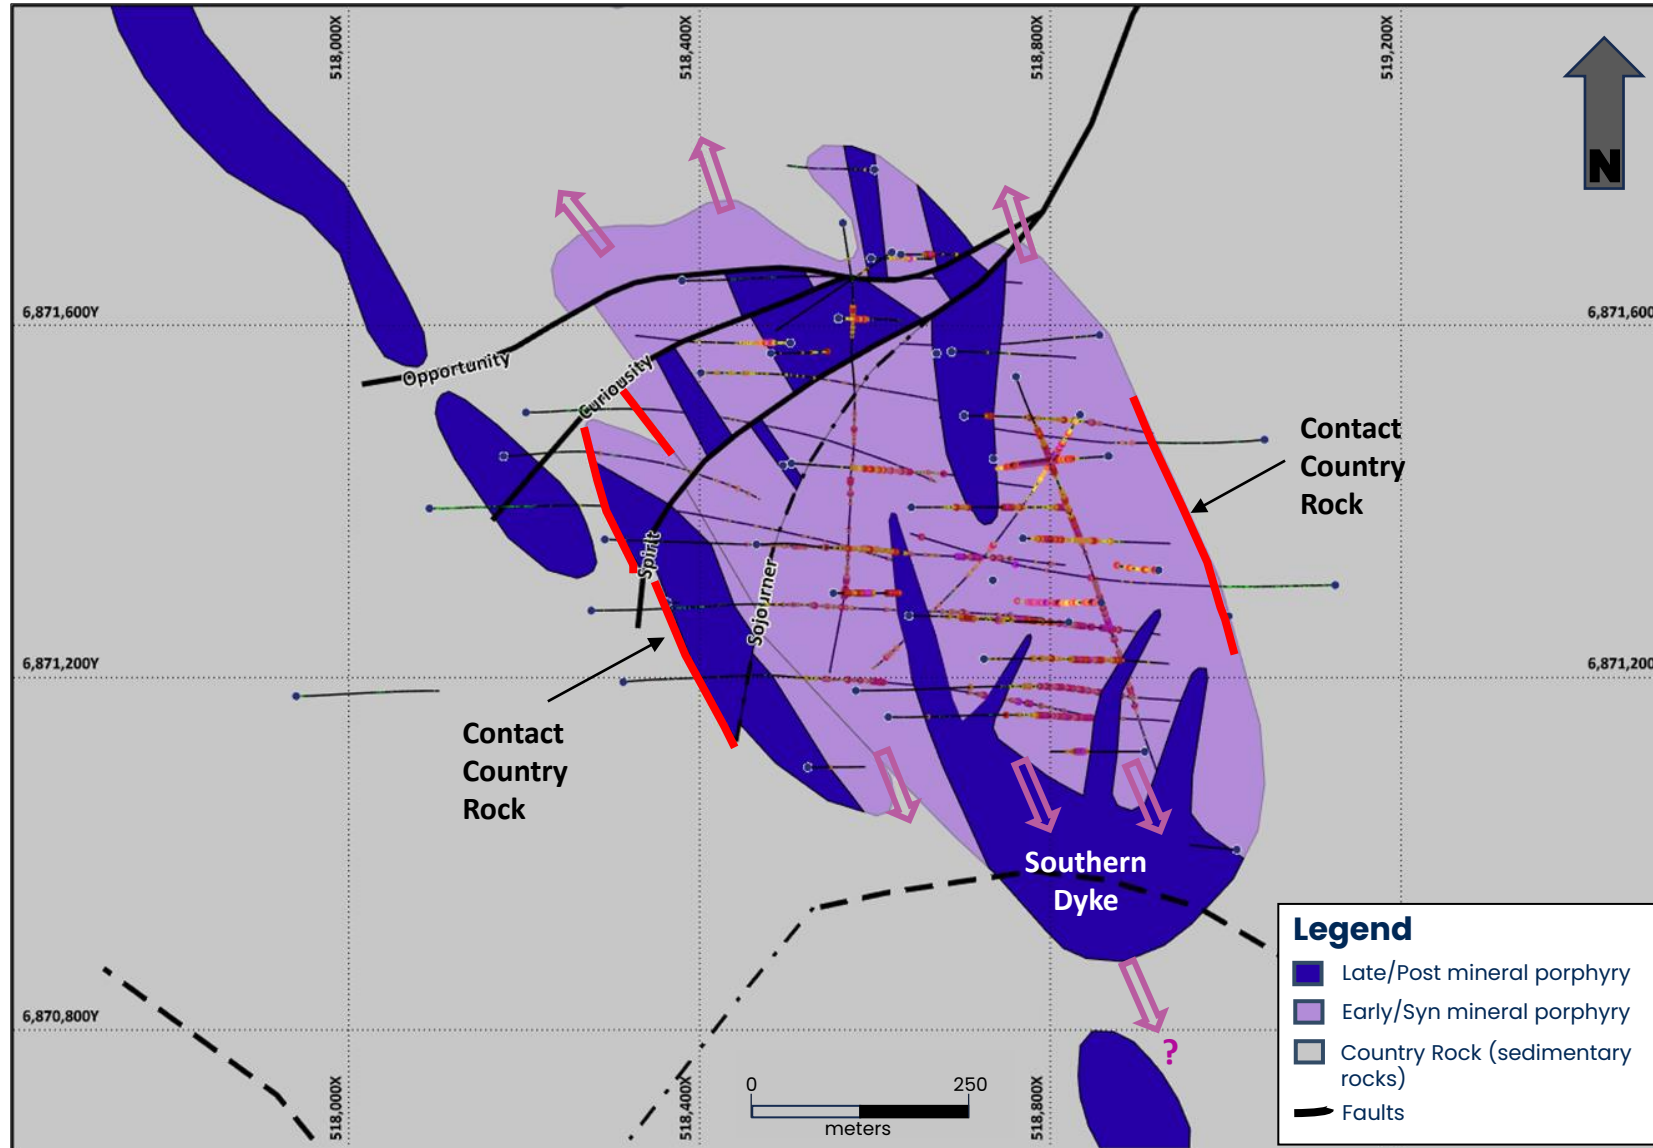 518,000X
518,400X
518,800X
519,200X
N
6,871,600Y
6,871,600
Opportunity
Curiousity
Contact
Country
Rock
Spirit
Sojourner
6,871,200Y
6,871,200
Contact
Country
Rock
Southern
Dyke
Legend
Late/Post mineral porphyry
Early/Syn mineral porphyry
Country Rock (sedimentary
rocks)
Faults
6,870,800Y
?
0
250
meters
518,000X
518,400X
518,800X